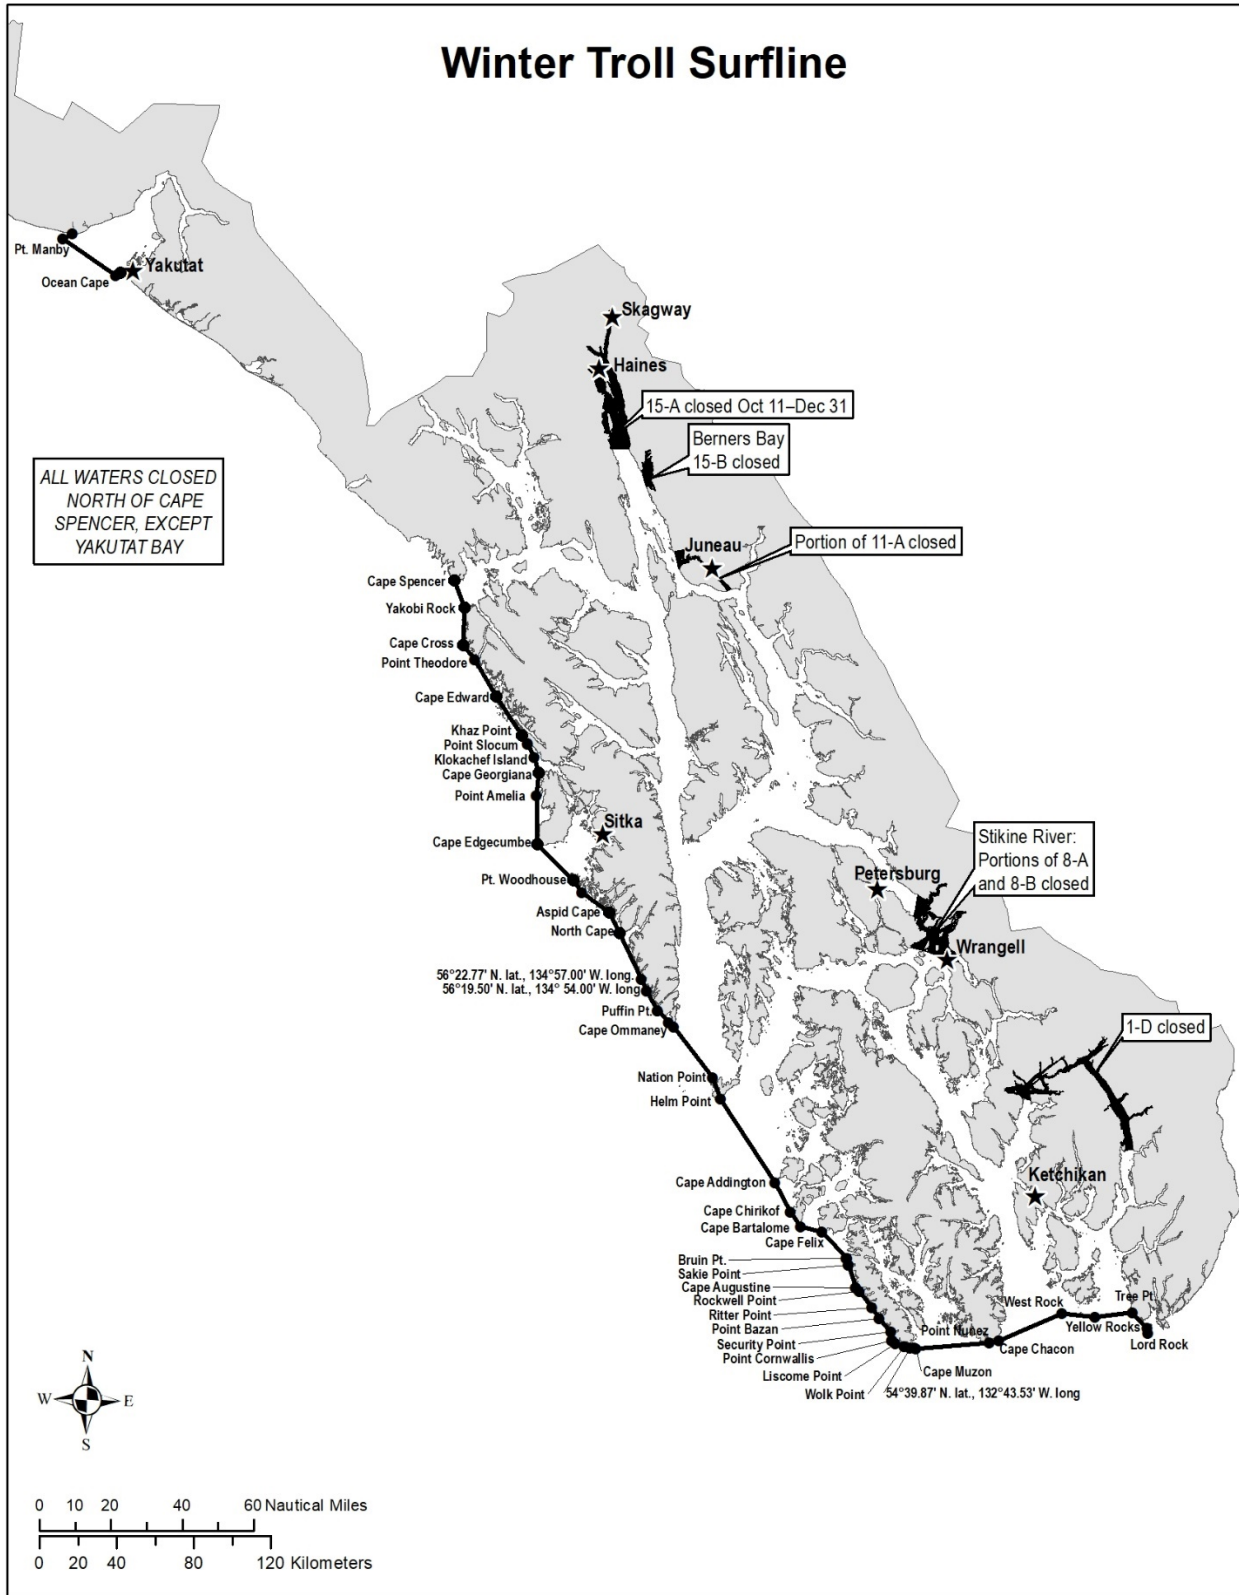 Winter Troll Surfline
Pt. Manby
Yakutat
Ocean Cape
Skagway
Haines
15-A closed Oct 11–Dec 31
Berners Bay
15-B closed
ALL WATERS CLOSED
NORTH OF CAPE
SPENCER, EXCEPT
YAKUTAT BAY
Juneau
Portion of 11-A closed
Cape Spencer
Yakobi Rock
Cape Cross
Point Theodore
Cape Edward
Khaz Point
Point Slocum
Klokachef Island
Cape Georgiana
Point Amelia
Sitka
Cape Edgecumbe
Stikine River:
Portions of 8-A
and 8-B closed
Petersburg
Pt. Woodhouse
Aspid Cape
North Cape
Wrangell
56°22.77' N. lat., 134°57.00' W. long.
56°19.50' N. lat., 134° 54.00' W. long
Puffin Pt.
Cape Ommaney
1-D closed
Nation Point
Helm Point
Cape Addington
Ketchikan
Cape Chirikof
Cape Bartalome
Cape Felix
Bruin Pt.
Sakie Point
Cape Augustine
Rockwell Point
Ritter Point
Point Bazan
Security Point
Point Cornwallis
Liscome Point
Wolk Point
West Rock
Tree Pt.
Point Nunez
Yellow Rocks
Cape Chacon
Lord Rock
Cape Muzon
54°39.87' N. lat., 132°43.53' W. long
N
W E
S
0 10 20 40 60 Nautical Miles
0 20 40 80 120 Kilometers